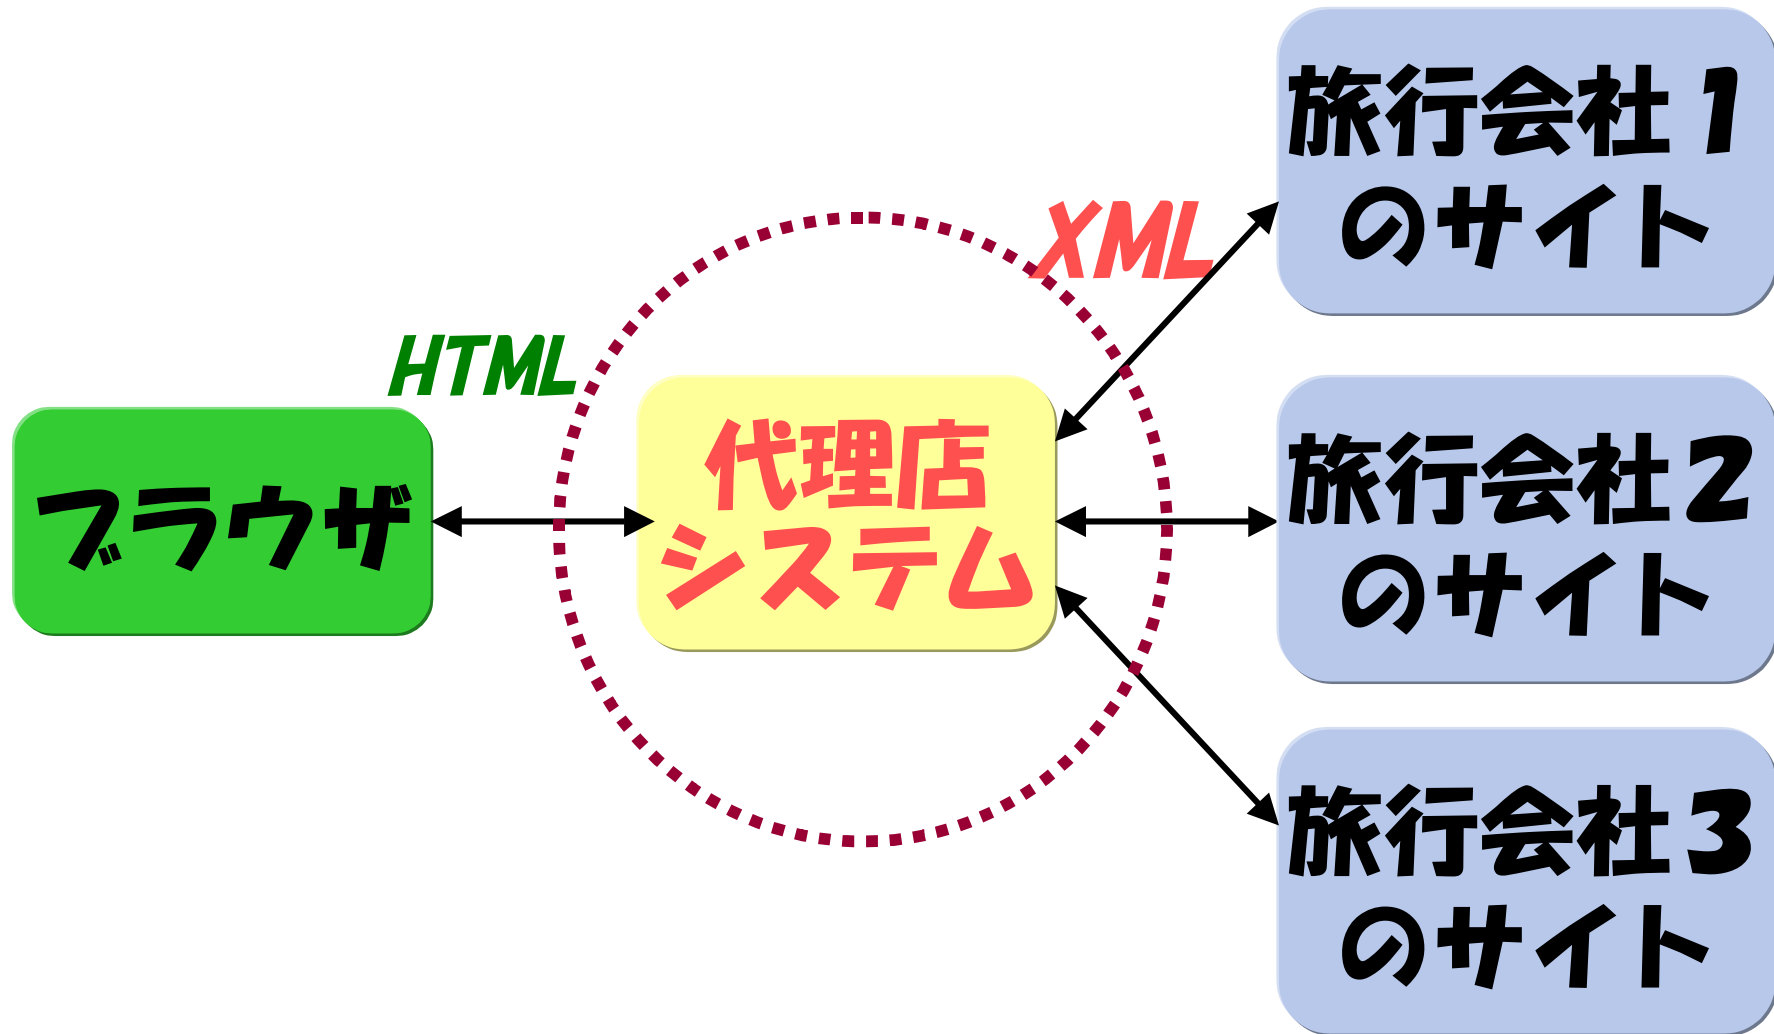 HTML
ブラウザ
代理店
システム
XML
旅行会社1
のサイト
旅行会社2
のサイト
旅行会社3
のサイト